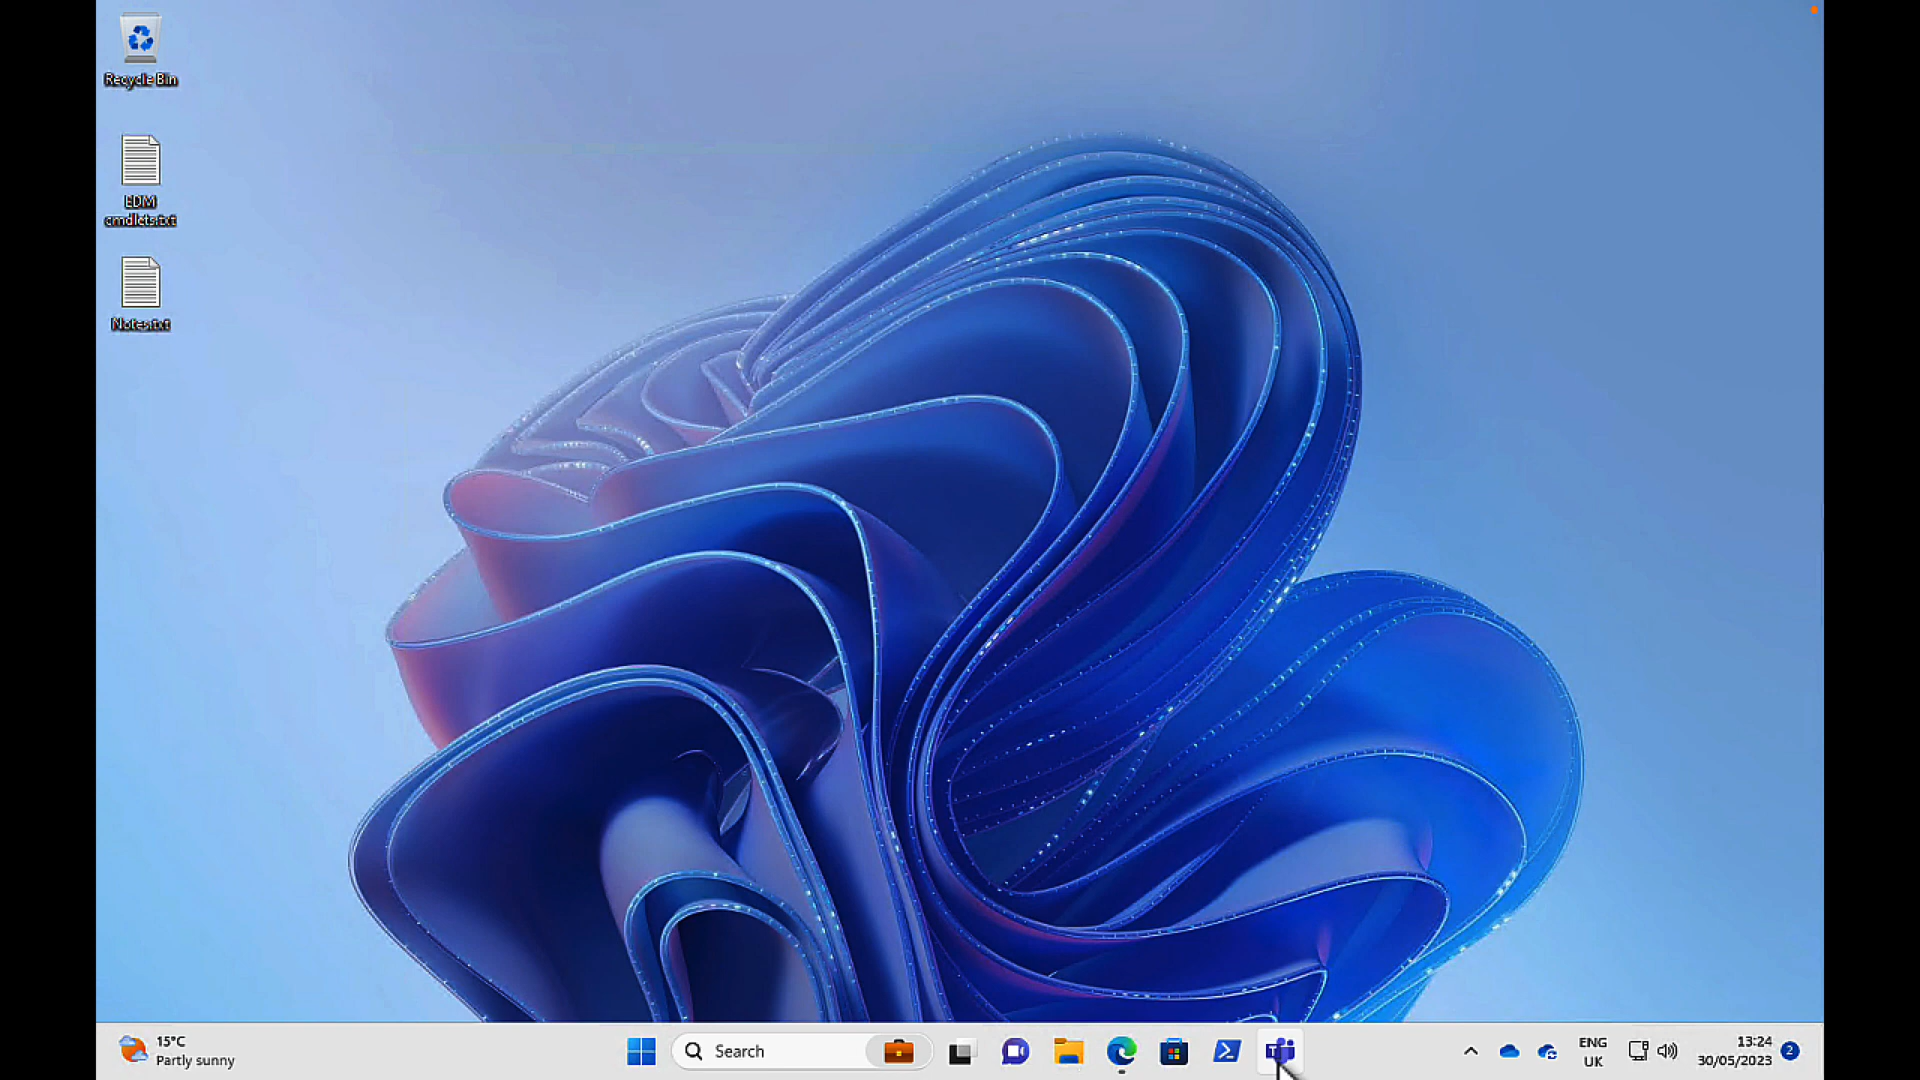 Recycle Bin
EDM
cmdlets.txt
Notes.txt
15°C
Partly sunny
Search
ENG
UK
13:24
30/05/2023
2